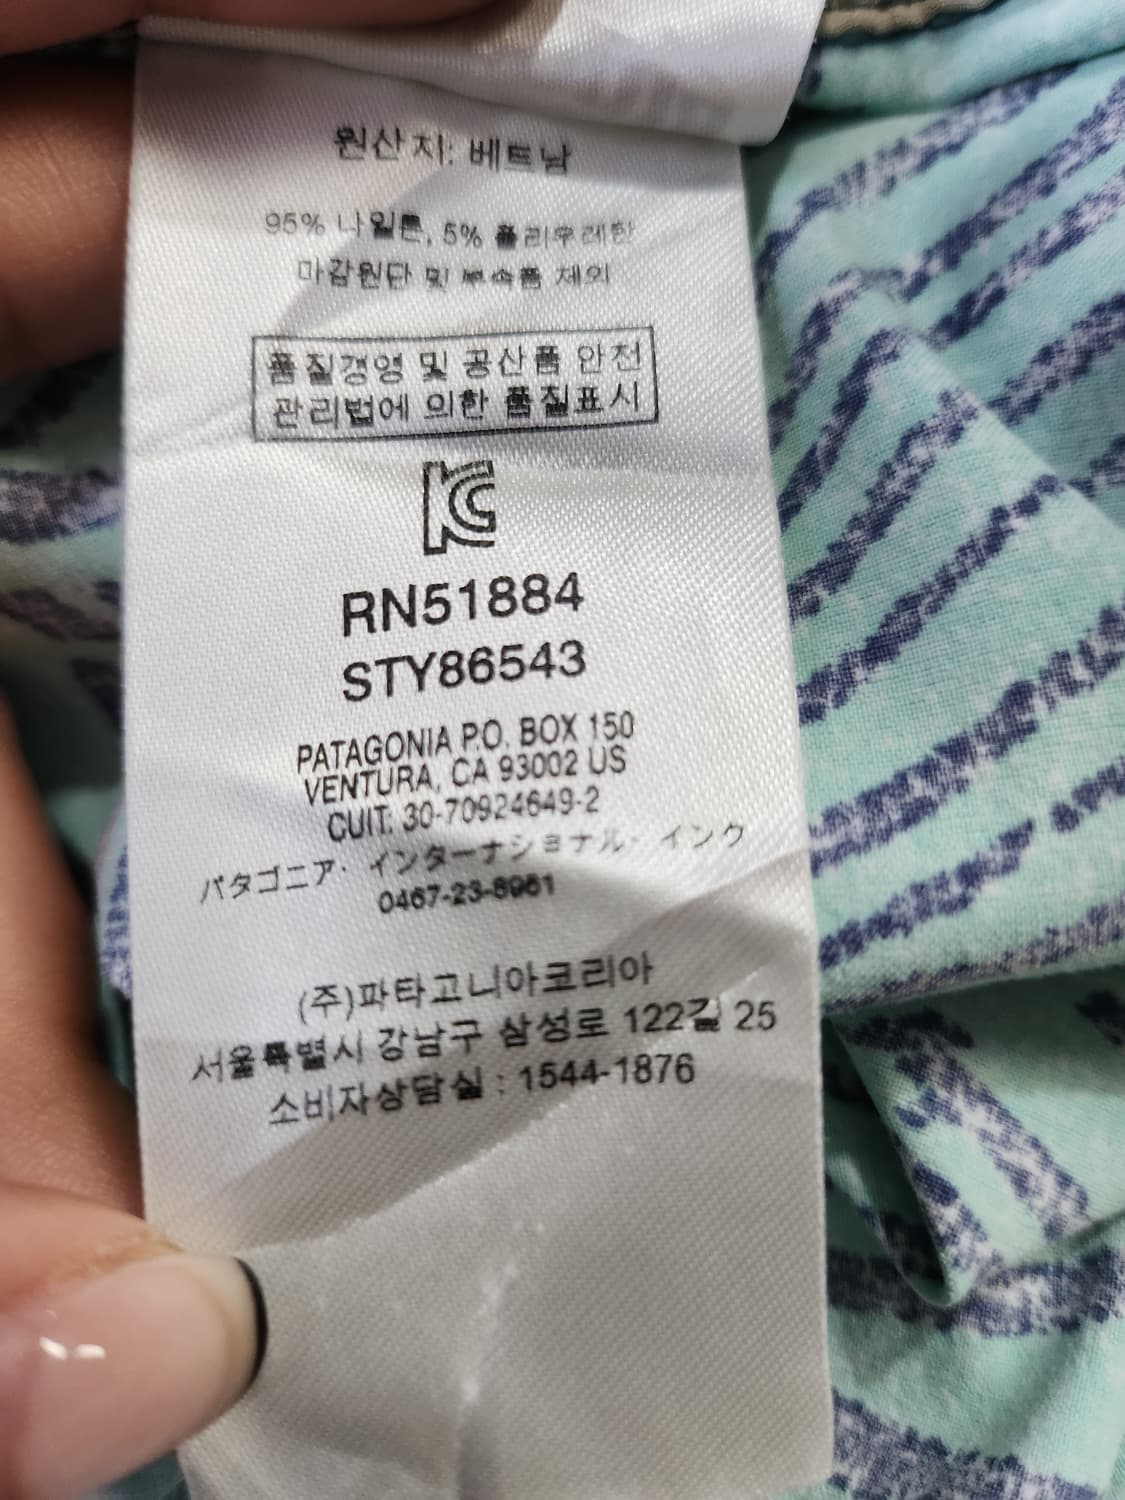 원산지: 베트남
95% 나일론, 5% 폴리우레탄
마감원단 및 부속품 제외
품질경영 및 공산품 안전
관리법에 의한 품질표시
KC
RN51884
STY86543
PATAGONIA P.O. BOX 150
VENTURA, CA 93002 US
CUIT: 30-70924649-2
パタゴニア・インターナショナル・インク
0467-23-8961
(주)파타고니아코리아
서울특별시 강남구 삼성로 122길 25
소비자상담실 : 1544-1876